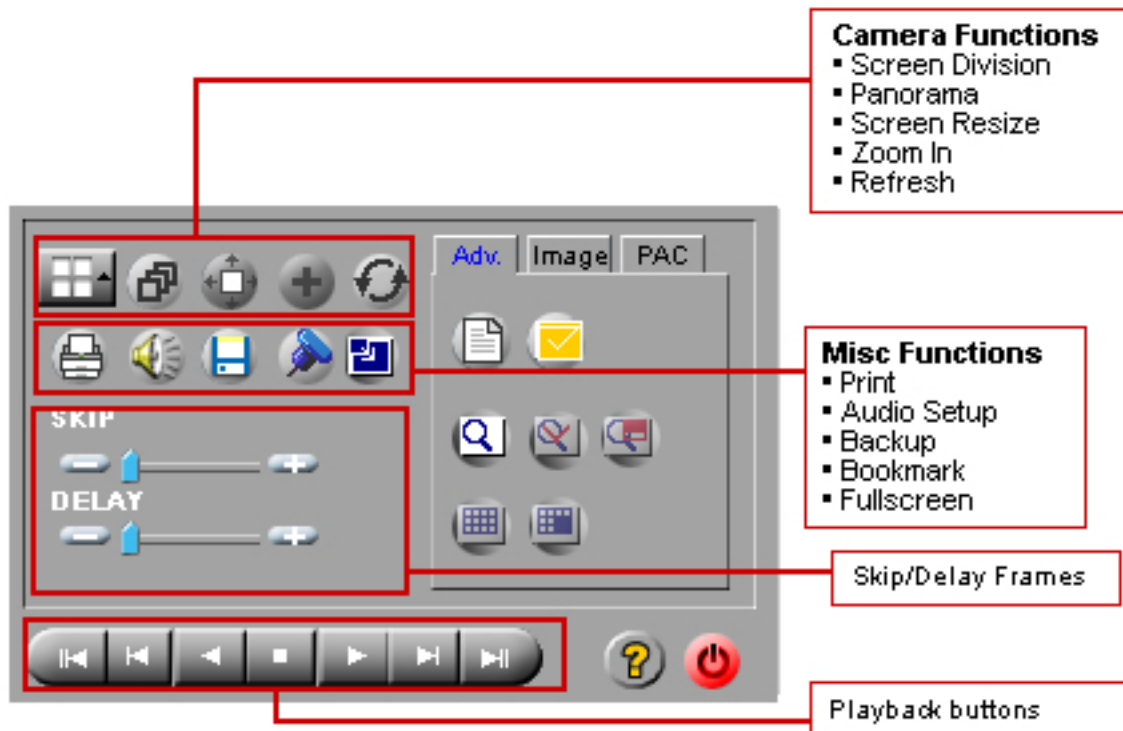 Camera Functions
▪ Screen Division
▪ Panorama
▪ Screen Resize
▪ Zoom In
▪ Refresh
Adv.
Image
PAC
Misc Functions
▪ Print
▪ Audio Setup
▪ Backup
▪ Bookmark
▪ Fullscreen
SKIP
DELAY
Skip/Delay Frames
Playback buttons